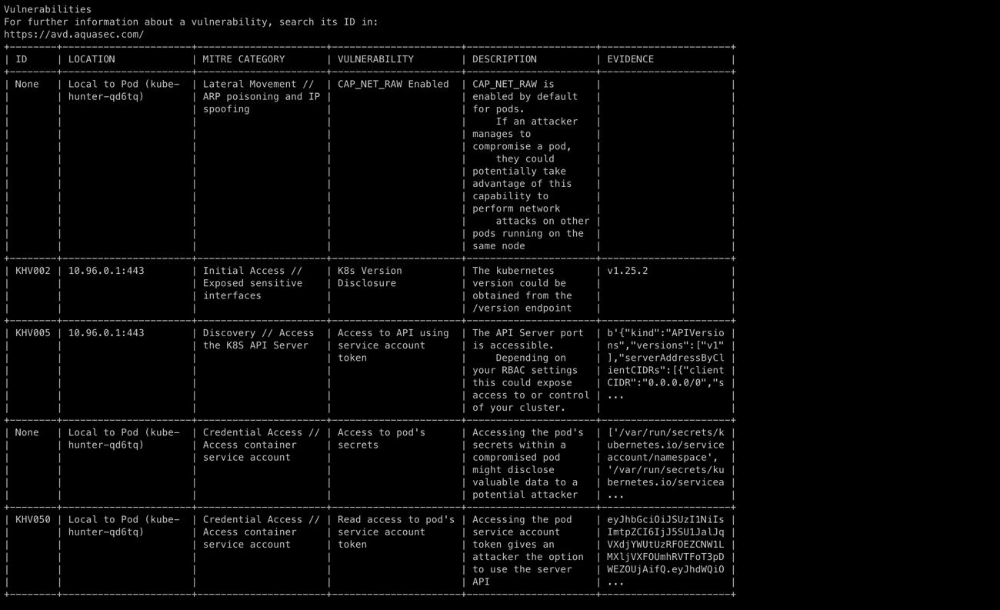 Vulnerabilities
For further information about a vulnerability, search its ID in:
https://avd.aquasec.com/
+--------+----------------------+----------------------+----------------------+----------------------+----------------------+
| ID     | LOCATION             | MITRE CATEGORY       | VULNERABILITY        | DESCRIPTION          | EVIDENCE             |
+--------+----------------------+----------------------+----------------------+----------------------+----------------------+
| None   | Local to Pod (kube-  | Lateral Movement //  | CAP_NET_RAW Enabled  | CAP_NET_RAW is       |                      |
|        | hunter-qd6tq)        | ARP poisoning and IP |                      | enabled by default   |                      |
|        |                      | spoofing             |                      | for pods.            |                      |
|        |                      |                      |                      |     If an attacker   |                      |
|        |                      |                      |                      | manages to           |                      |
|        |                      |                      |                      | compromise a pod,    |                      |
|        |                      |                      |                      |     they could       |                      |
|        |                      |                      |                      | potentially take     |                      |
|        |                      |                      |                      | advantage of this    |                      |
|        |                      |                      |                      | capability to        |                      |
|        |                      |                      |                      | perform network      |                      |
|        |                      |                      |                      |     attacks on other |                      |
|        |                      |                      |                      | pods running on the  |                      |
|        |                      |                      |                      | same node            |                      |
+--------+----------------------+----------------------+----------------------+----------------------+----------------------+
| KHV002 | 10.96.0.1:443        | Initial Access //    | K8s Version          | The kubernetes       | v1.25.2              |
|        |                      | Exposed sensitive    | Disclosure           | version could be     |                      |
|        |                      | interfaces           |                      | obtained from the    |                      |
|        |                      |                      |                      | /version endpoint    |                      |
+--------+----------------------+----------------------+----------------------+----------------------+----------------------+
| KHV005 | 10.96.0.1:443        | Discovery // Access  | Access to API using  | The API Server port  | b'{"kind":"APIVersio |
|        |                      | the K8S API Server   | service account      | is accessible.       | ns","versions":["v1" |
|        |                      |                      | token                |     Depending on     | ],"serverAddressByCl |
|        |                      |                      |                      | your RBAC settings   | ientCIDRs":[{"client |
|        |                      |                      |                      | this could expose    | CIDR":"0.0.0.0/0","s |
|        |                      |                      |                      | access to or control | ...                  |
|        |                      |                      |                      | of your cluster.     |                      |
+--------+----------------------+----------------------+----------------------+----------------------+----------------------+
| None   | Local to Pod (kube-  | Credential Access // | Access to pod's      | Accessing the pod's  | ['/var/run/secrets/k |
|        | hunter-qd6tq)        | Access container     | secrets              | secrets within a     | ubernetes.io/service |
|        |                      | service account      |                      | compromised pod      | account/namespace',  |
|        |                      |                      |                      | might disclose       | '/var/run/secrets/ku |
|        |                      |                      |                      | valuable data to a   | bernetes.io/servicea |
|        |                      |                      |                      | potential attacker   | ...                  |
+--------+----------------------+----------------------+----------------------+----------------------+----------------------+
| KHV050 | Local to Pod (kube-  | Credential Access // | Read access to pod's | Accessing the pod    | eyJhbGciOiJSUzI1NiIs |
|        | hunter-qd6tq)        | Access container     | service account      | service account      | ImtpZCI6IjJ5SU1JalJq |
|        |                      | service account      | token                | token gives an       | VXdjYWUtUzRFOEZCNW1L |
|        |                      |                      |                      | attacker the option  | MXljVXFOUmhRVTFoT3pD |
|        |                      |                      |                      | to use the server    | WEZOUjAifQ.eyJhdWQiO |
|        |                      |                      |                      | API                  | ...                  |
+--------+----------------------+----------------------+----------------------+----------------------+----------------------+